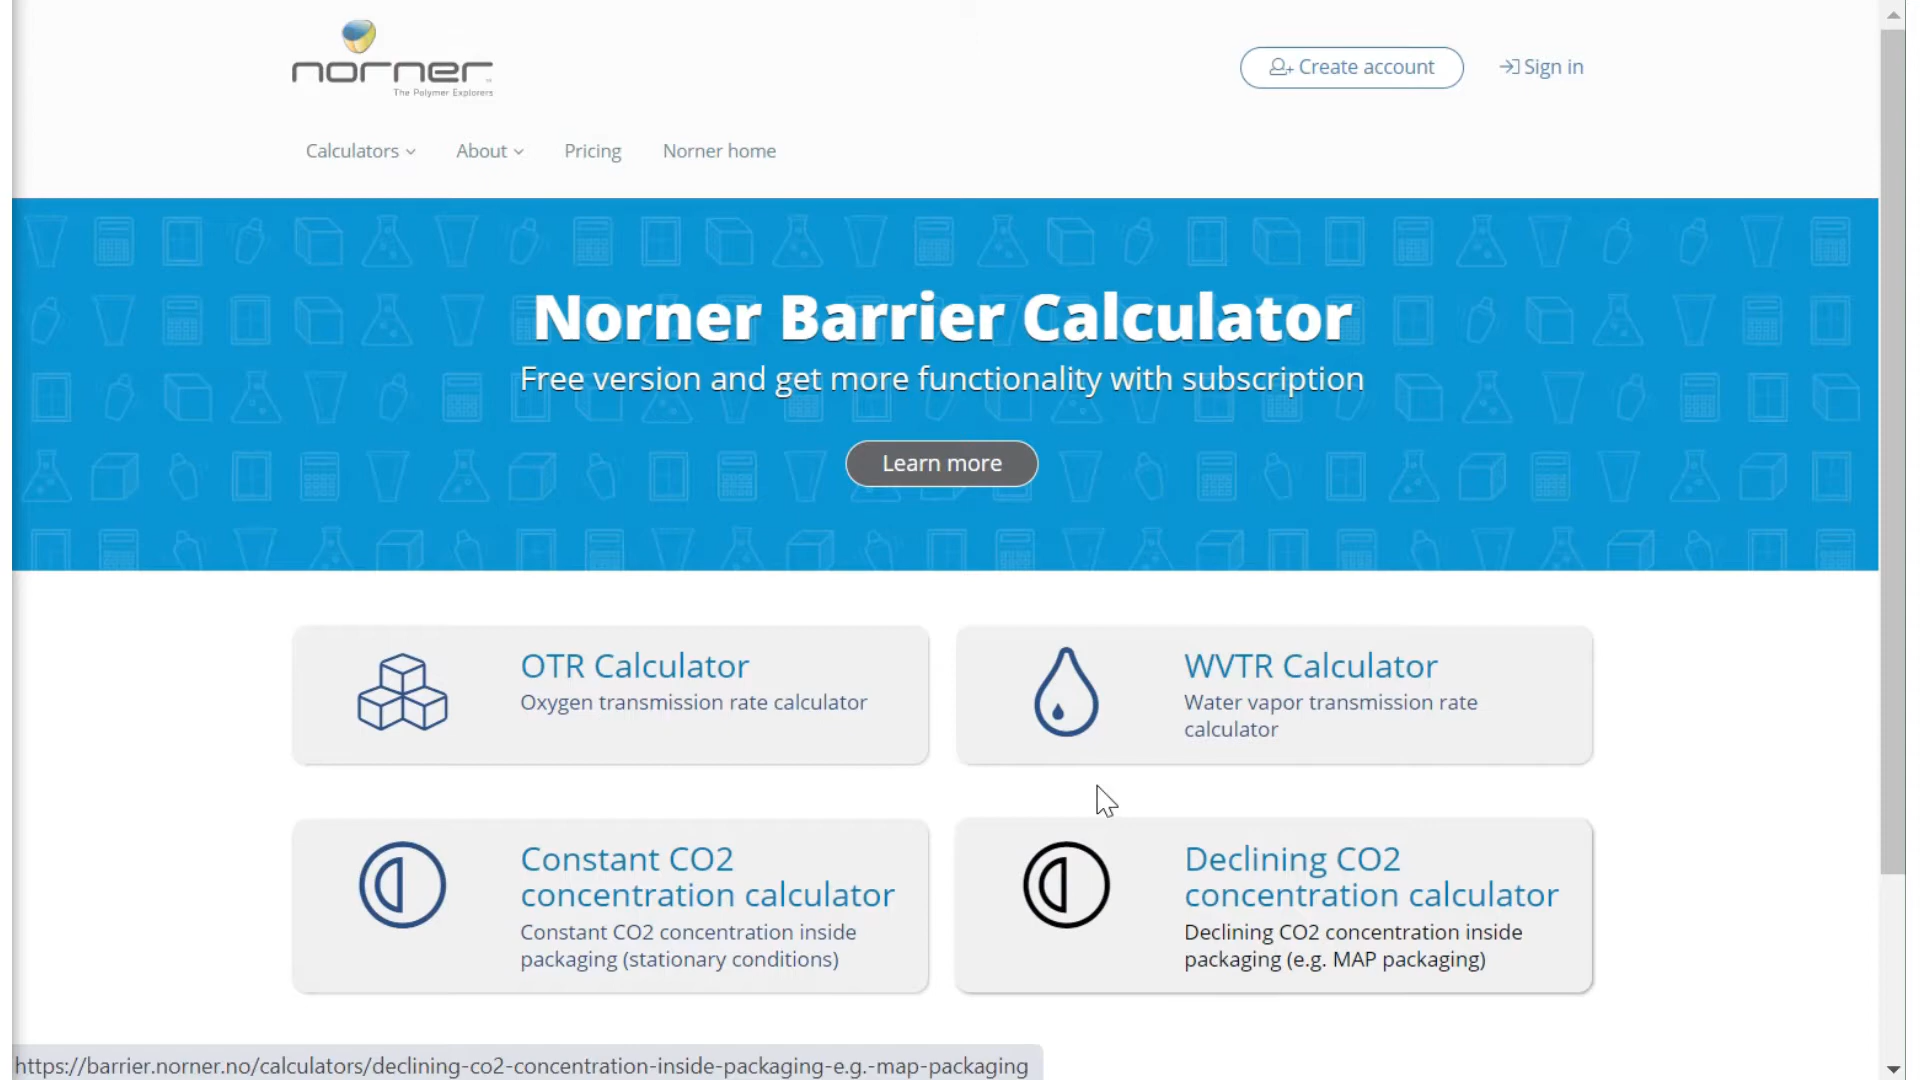 norner
The Polymer Explorers
Create account
Sign in
Calculators
About
Pricing
Norner home
Norner Barrier Calculator
Free version and get more functionality with subscription
Learn more
OTR Calculator
Oxygen transmission rate calculator
WVTR Calculator
Water vapor transmission rate
calculator
Constant CO2
concentration calculator
Constant CO2 concentration inside
packaging (stationary conditions)
Declining CO2
concentration calculator
Declining CO2 concentration inside
packaging (e.g. MAP packaging)
https://barrier.norner.no/calculators/declining-co2-concentration-inside-packaging-e.g.-map-packaging